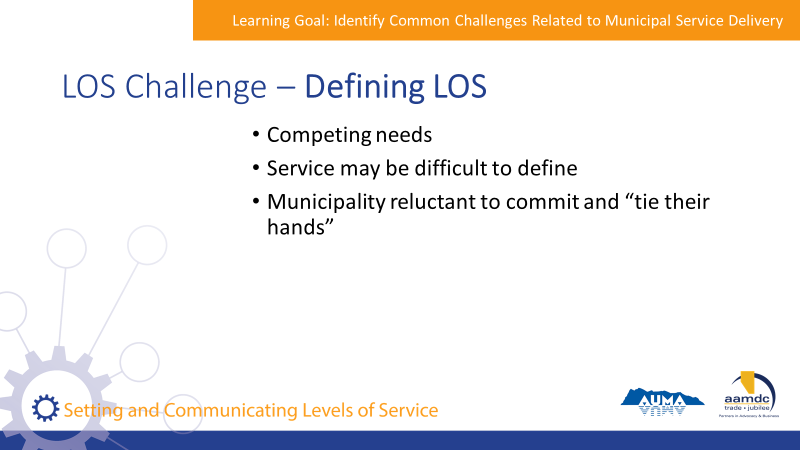 Learning Goal: Identify Common Challenges Related to Municipal Service Delivery
LOS Challenge – Defining LOS
• Competing needs
• Service may be difficult to define
• Municipality reluctant to commit and “tie their
hands”
Setting and Communicating Levels of Service
AUMA
aamdc
trade • jubilee
Partners in Advocacy & Business